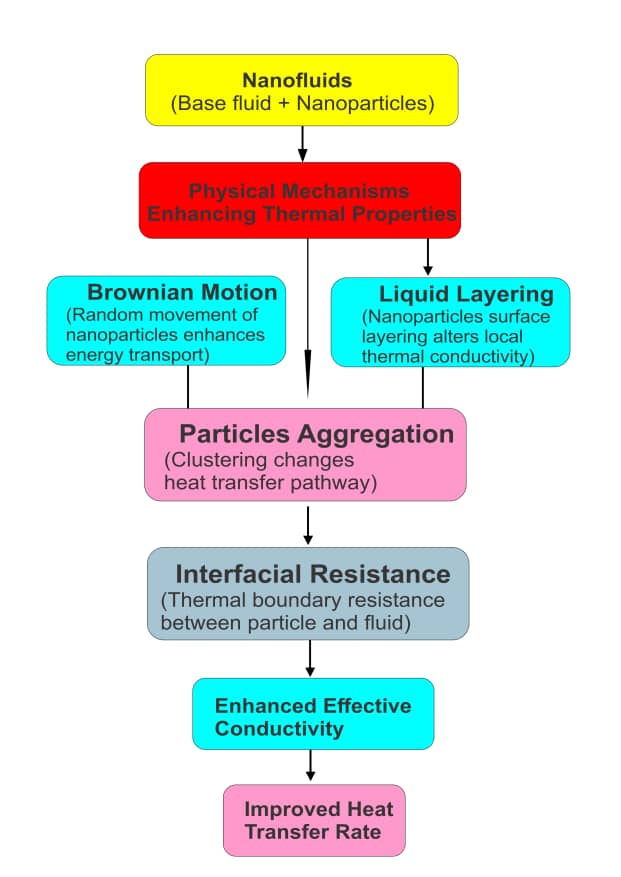 Nanofluids
(Base fluid + Nanoparticles)
Physical Mechanisms
Enhancing Thermal Properties
Brownian Motion
(Random movement of
nanoparticles enhances
energy transport)
Liquid Layering
(Nanoparticles surface
layering alters local
thermal conductivity)
Particles Aggregation
(Clustering changes
heat transfer pathway)
Interfacial Resistance
(Thermal boundary resistance
between particle and fluid)
Enhanced Effective
Conductivity
Improved Heat
Transfer Rate